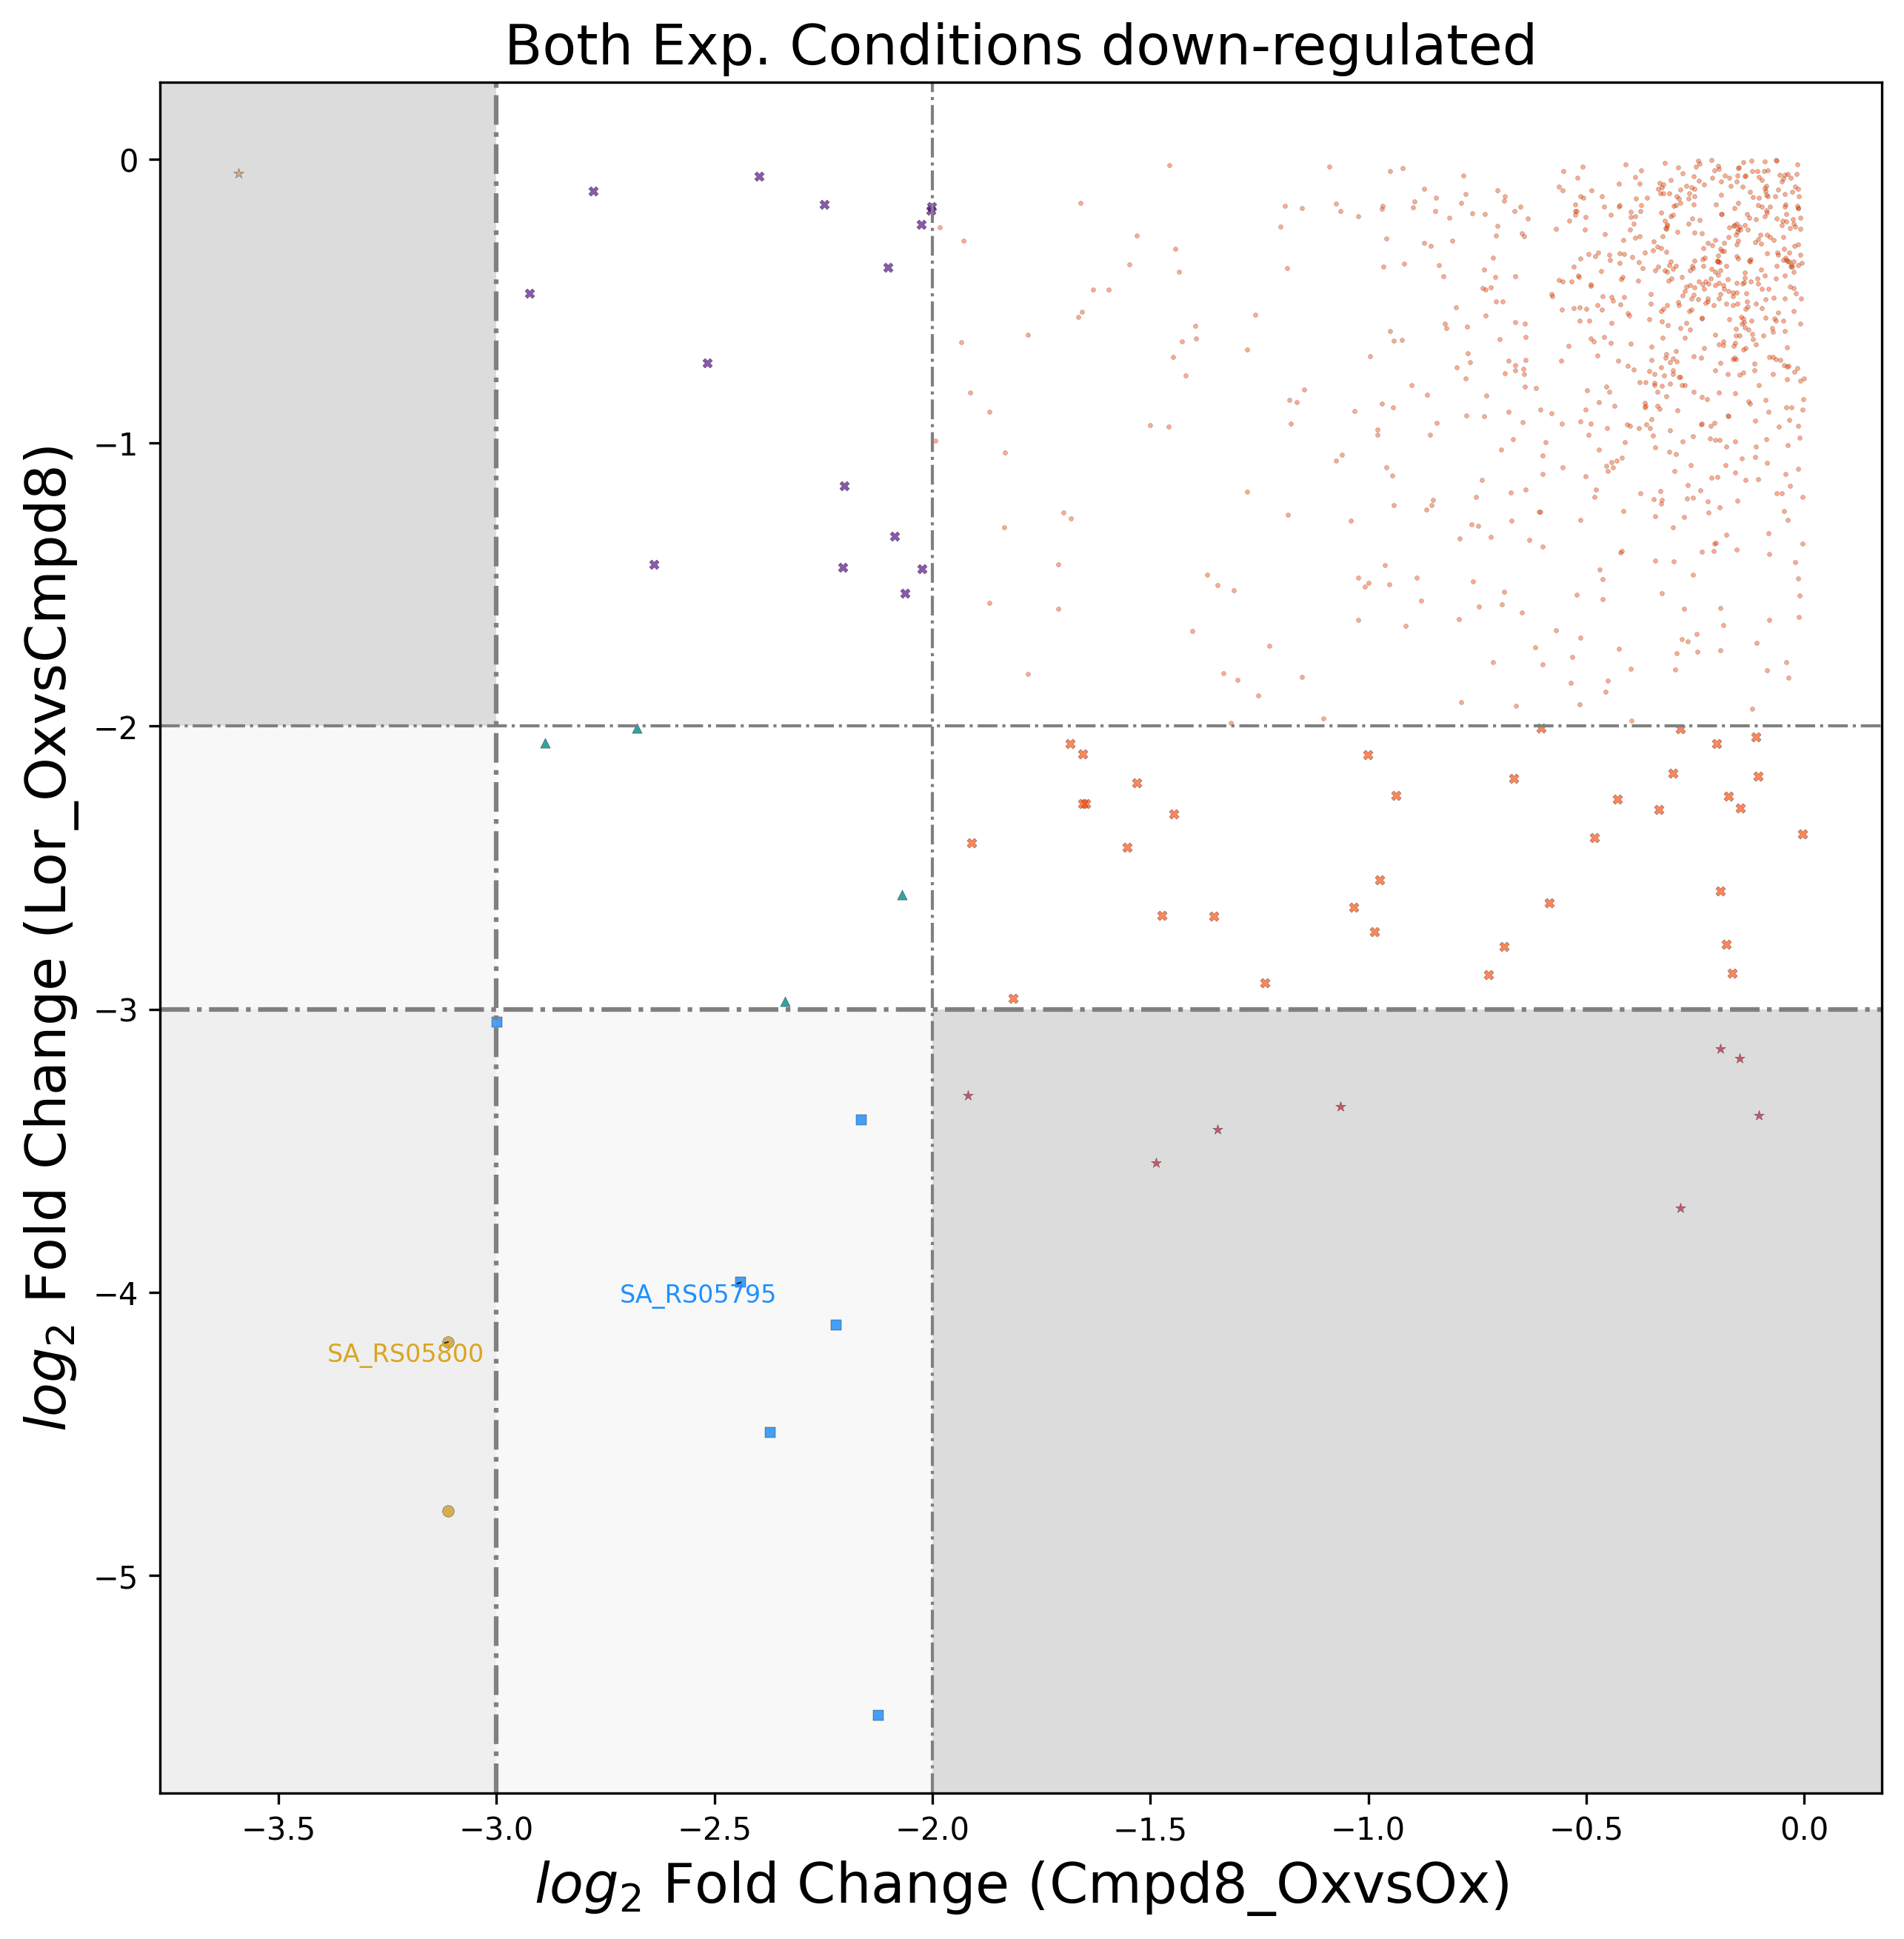 Both Exp. Conditions down-regulated
log2 Fold Change (Lor_OxvsCmpd8)
0
−1
−2
−3
−4
−5
SA_RS05795
SA_RS05800
−3.5 −3.0 −2.5 −2.0 −1.5 −1.0 −0.5 0.0
log2 Fold Change (Cmpd8_OxvsOx)